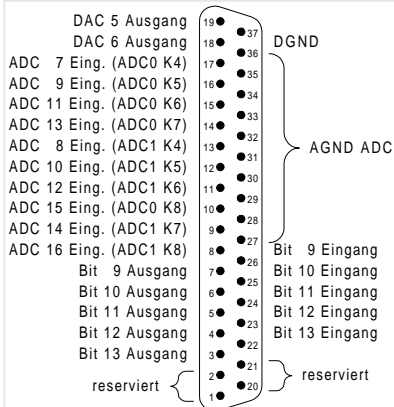 DAC 5 Ausgang 19 37
DAC 6 Ausgang 18 36 DGND
ADC 7 Eing. (ADC0 K4) 17 35
ADC 9 Eing. (ADC0 K5) 16 34
ADC 11 Eing. (ADC0 K6) 15 33
ADC 13 Eing. (ADC0 K7) 14 32
ADC 8 Eing. (ADC1 K4) 13 31 AGND ADC
ADC 10 Eing. (ADC1 K5) 12 30
ADC 12 Eing. (ADC1 K6) 11 29
ADC 15 Eing. (ADC0 K8) 10 28
ADC 14 Eing. (ADC1 K7) 9 27
ADC 16 Eing. (ADC1 K8) 8 26 Bit 9 Eingang
Bit 9 Ausgang 7 25 Bit 10 Eingang
Bit 10 Ausgang 6 24 Bit 11 Eingang
Bit 11 Ausgang 5 23 Bit 12 Eingang
Bit 12 Ausgang 4 22 Bit 13 Eingang
Bit 13 Ausgang 3 21
reserviert 2 20 reserviert
1